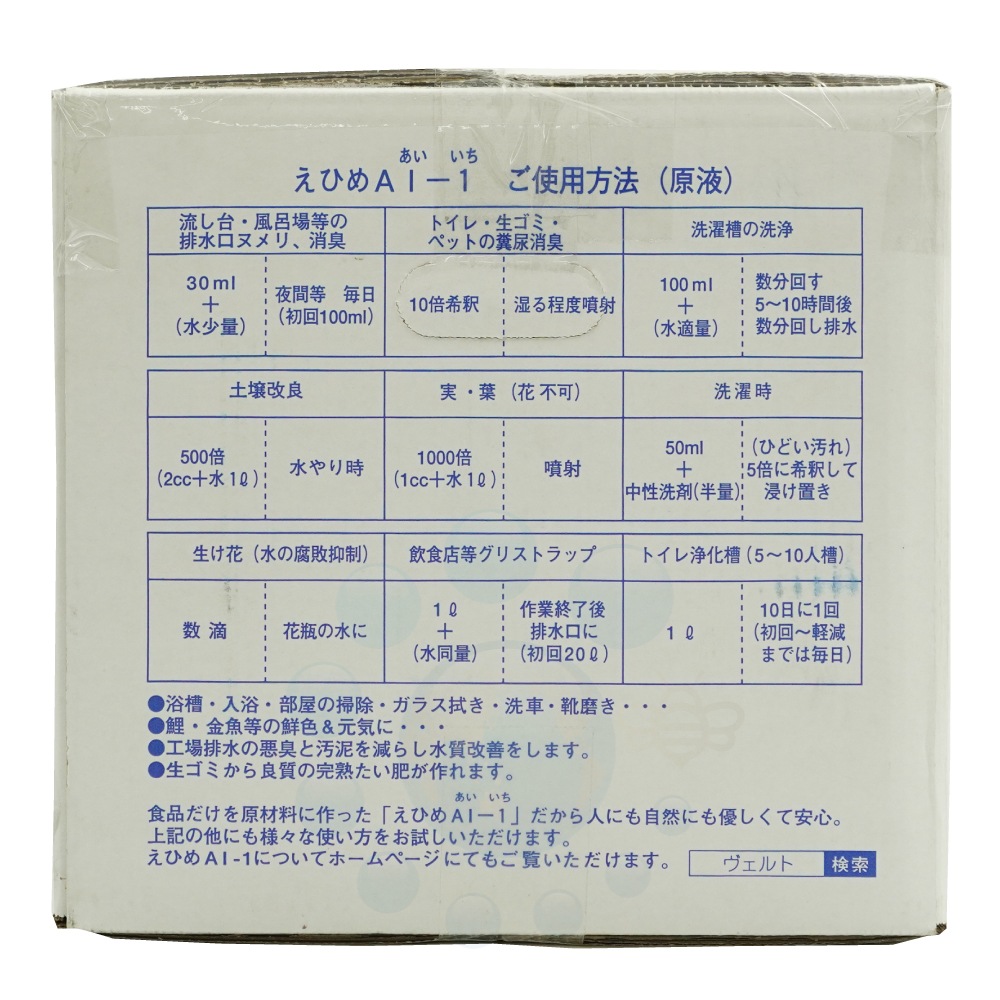 あい いち
えひめAI－1 ご使用方法（原液）
流し台・風呂場等の
排水口ヌメリ、消臭
30ml
＋
（水少量）
夜間等 毎日
（初回100ml）
トイレ・生ゴミ・
ペットの糞尿消臭
10倍希釈
湿る程度噴射
洗濯槽の洗浄
100ml
＋
（水適量）
数分回す
5～10時間後
数分回し排水
土壌改良
500倍
（2cc＋水1ℓ）
水やり時
実・葉（花不可）
1000倍
（1cc＋水1ℓ）
噴射
洗濯時
50ml
＋
中性洗剤（半量）
（ひどい汚れ）
5倍に希釈して
浸け置き
生け花（水の腐敗抑制）
数滴
花瓶の水に
飲食店等グリストラップ
1ℓ
＋
（水同量）
作業終了後
排水口に
（初回20ℓ）
トイレ浄化槽（5～10人槽）
1ℓ
10日に1回
（初回～軽減
までは毎日）
●浴槽・入浴・部屋の掃除・ガラス拭き・洗車・靴磨き・・・
●鯉・金魚等の鮮色＆元気に・・・
●工場排水の悪臭と汚泥を減らし水質改善をします。
●生ゴミから良質の完熟たい肥が作れます。
あい いち
食品だけを原材料に作った「えひめAI－1」だから人にも自然にも優しくて安心。
上記の他にも様々な使い方をお試しいただけます。
えひめAI-1についてホームページにてもご覧いただけます。
ヴェルト 検索